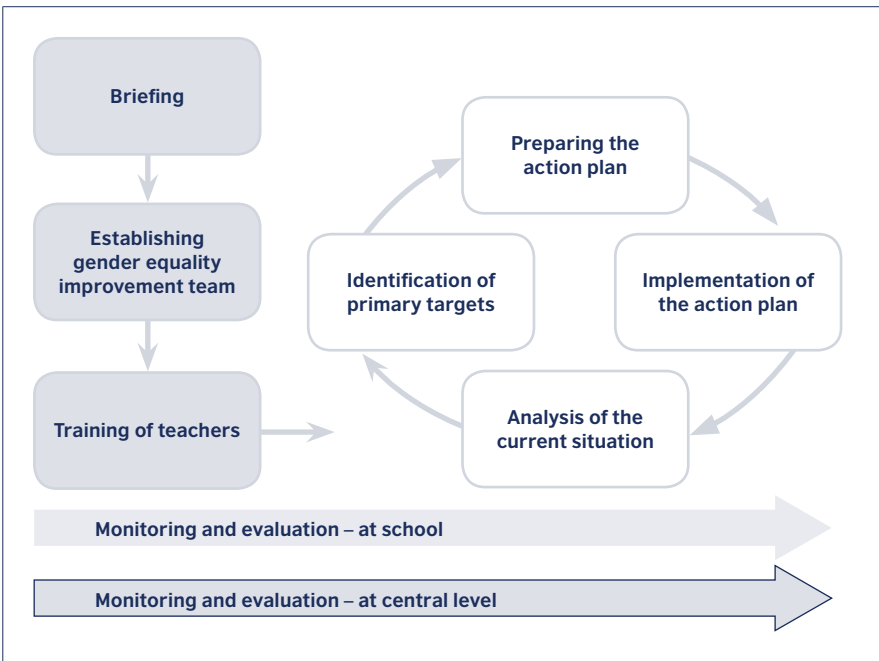 Briefing
Establishing
gender equality
improvement team
Training of teachers
Preparing the
action plan
Identification of
primary targets
Implementation of
the action plan
Analysis of the
current situation
Monitoring and evaluation – at school
Monitoring and evaluation – at central level